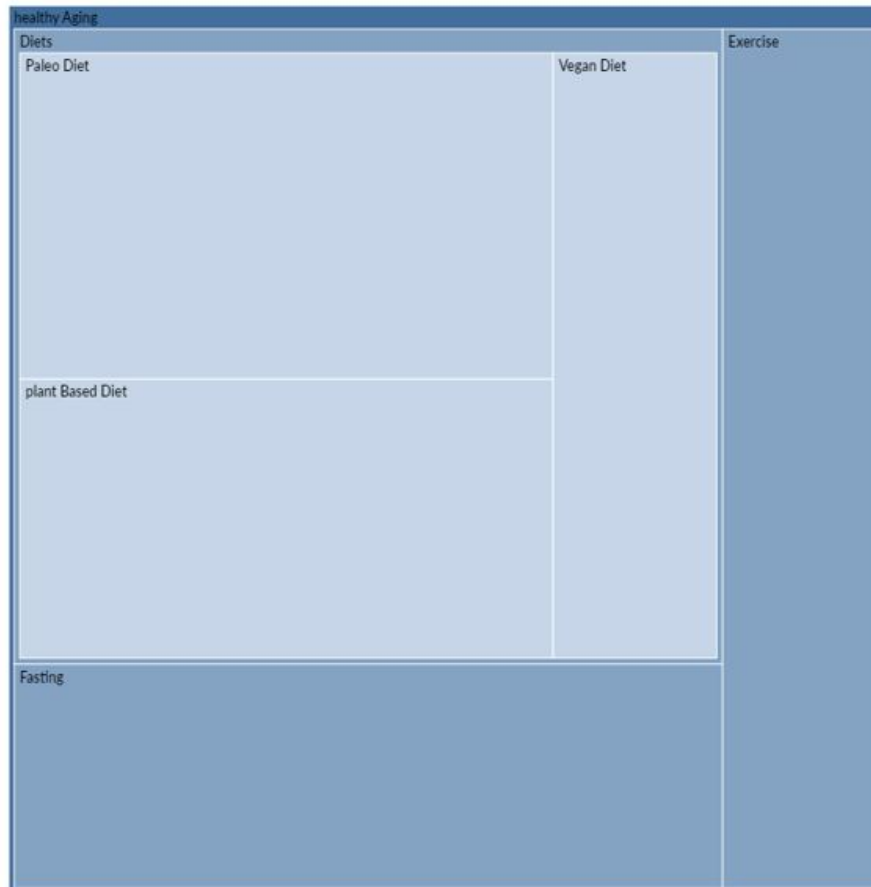 healthy Aging
Diets
Exercise
Paleo Diet
Vegan Diet
plant Based Diet
Fasting